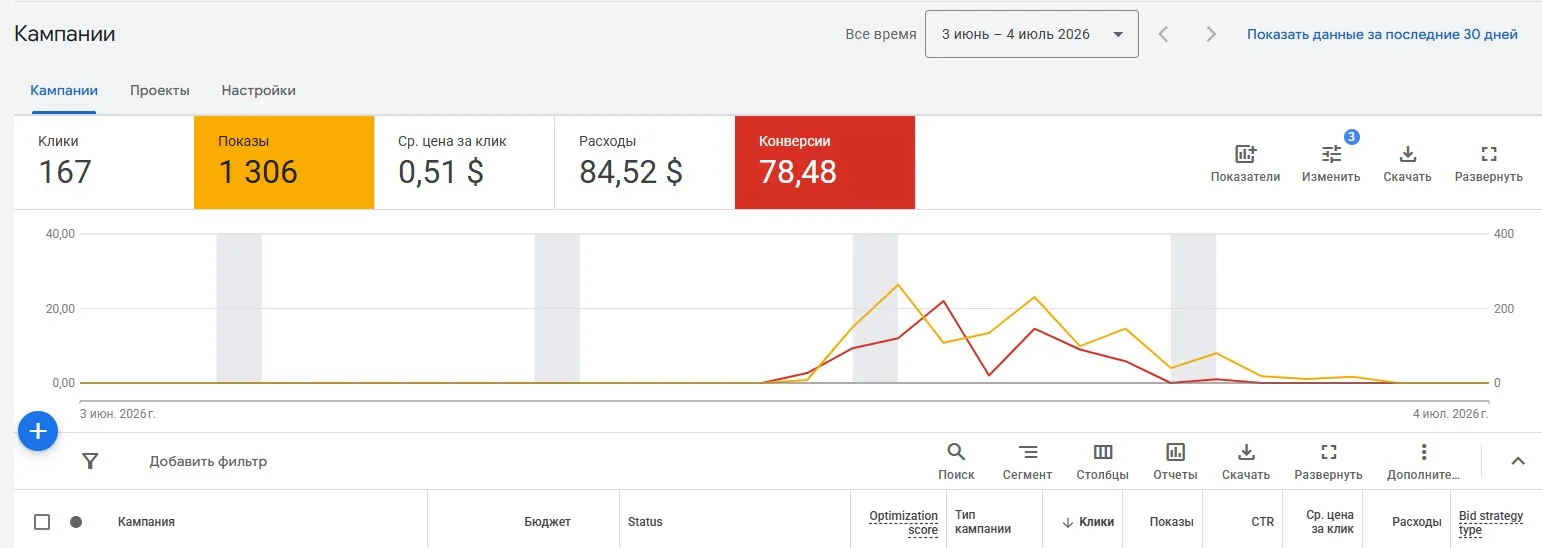 Кампании
Все время
3 июнь – 4 июль 2026
Показать данные за последние 30 дней
Кампании
Проекты
Настройки
Клики
167
Показы
1 306
Ср. цена за клик
0,51 $
Расходы
84,52 $
Конверсии
78,48
Показатели
3
Изменить
Скачать
Развернуть
40,00
400
20,00
200
0,00
0
3 июн. 2026 г.
4 июл. 2026 г.
Добавить фильтр
Поиск
Сегмент
Столбцы
Отчеты
Скачать
Развернуть
Дополните...
Кампания
Бюджет
Status
Optimization
score
Тип
кампании
Клики
Показы
CTR
Ср. цена
за клик
Расходы
Bid strategy
type